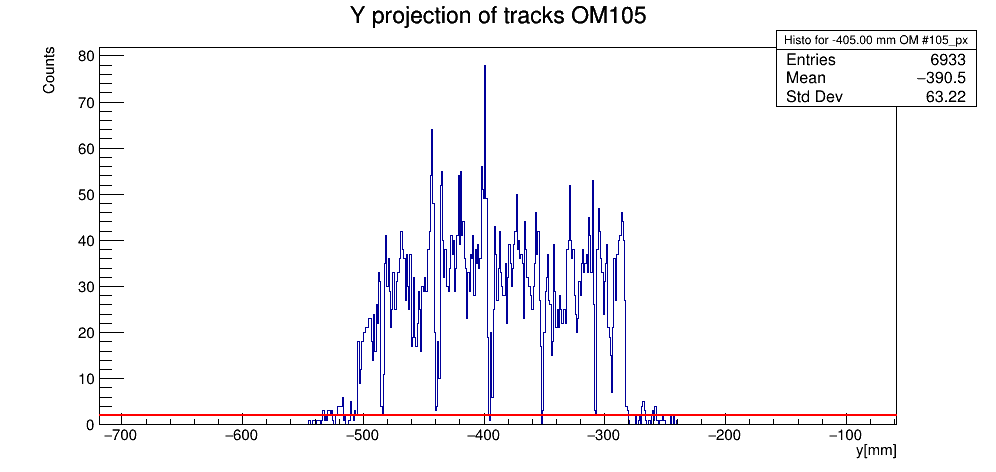 Y projection of tracks OM105
Histo for -405.00 mm OM #105_px
Entries 6933
Mean −390.5
Std Dev 63.22
Counts
80
70
60
50
40
30
20
10
0
−700 −600 −500 −400 −300 −200 −100
y[mm]